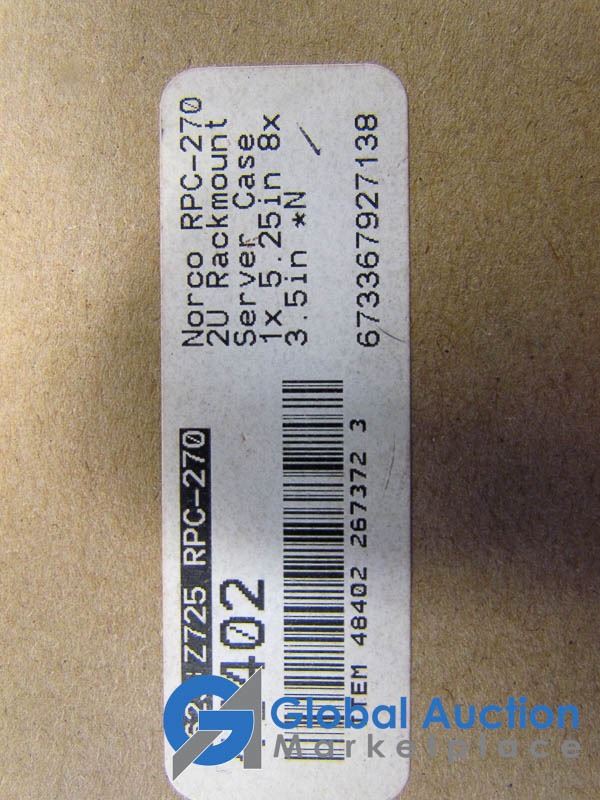 Z725 RPC-270
402
ITEM 48402 267372 3
Norco RPC-270
2U Rackmount
Server Case
1x 5.25in 8x
3.5in *N
673367927138
Global Auction
Marketplace